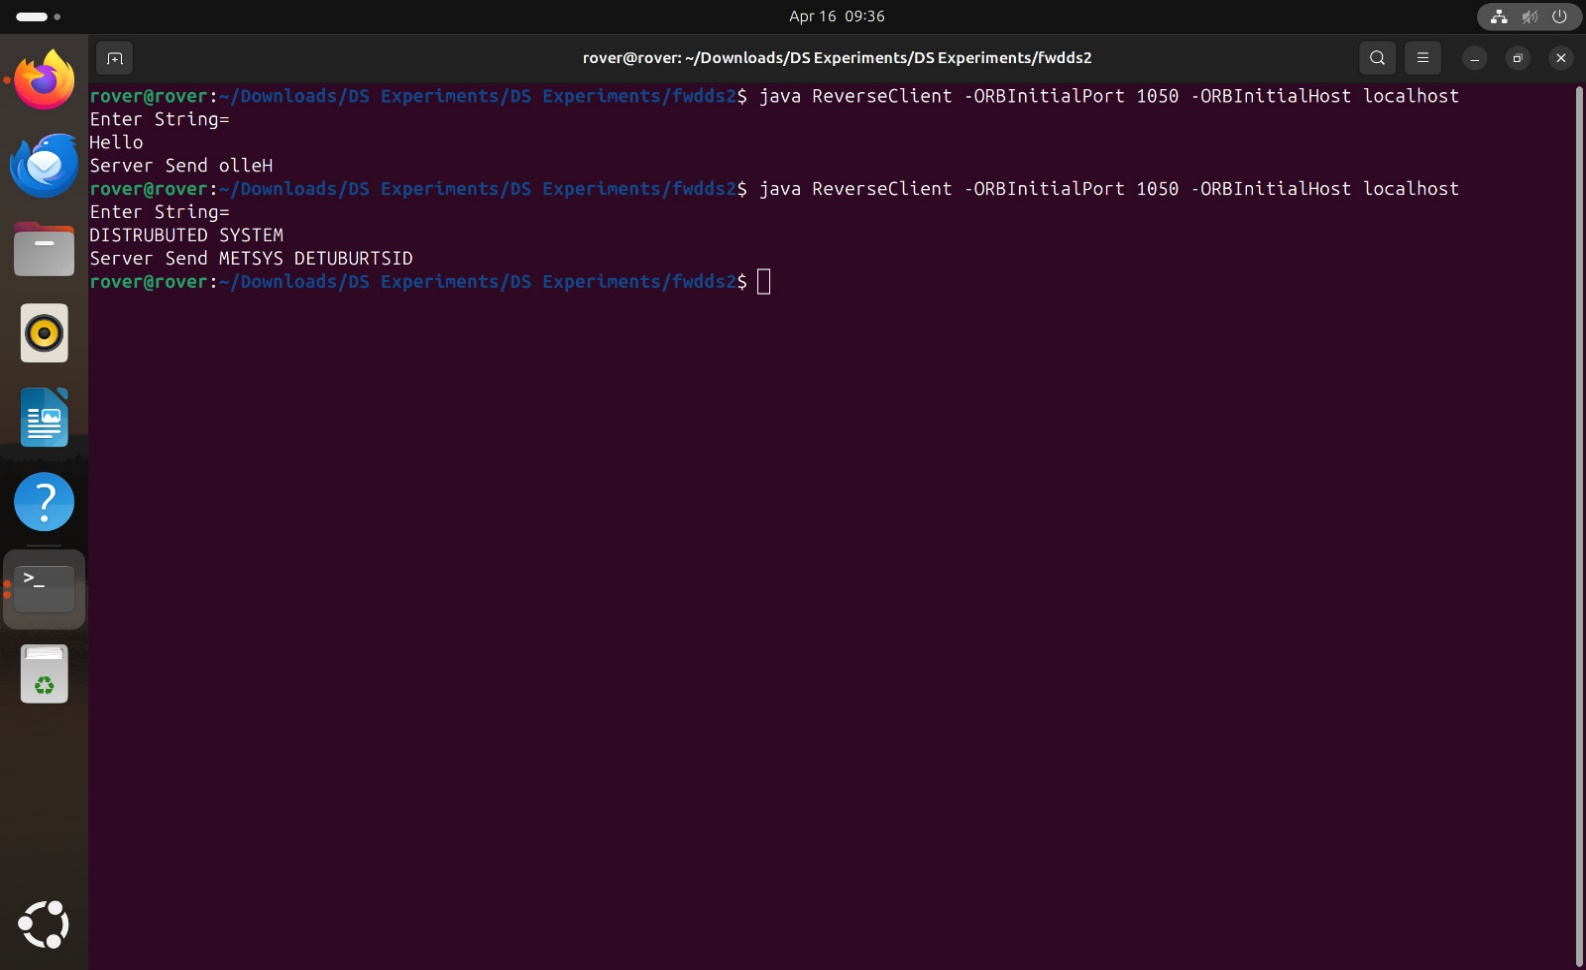 Apr 16 09:36
rover@rover: ~/Downloads/DS Experiments/DS Experiments/fwdds2
rover@rover:~/Downloads/DS Experiments/DS Experiments/fwdds2$ java ReverseClient -ORBInitialPort 1050 -ORBInitialHost localhost
Enter String=
Hello
Server Send olleH
rover@rover:~/Downloads/DS Experiments/DS Experiments/fwdds2$ java ReverseClient -ORBInitialPort 1050 -ORBInitialHost localhost
Enter String=
DISTRUBUTED SYSTEM
Server Send METSYS DETUBURTSID
rover@rover:~/Downloads/DS Experiments/DS Experiments/fwdds2$